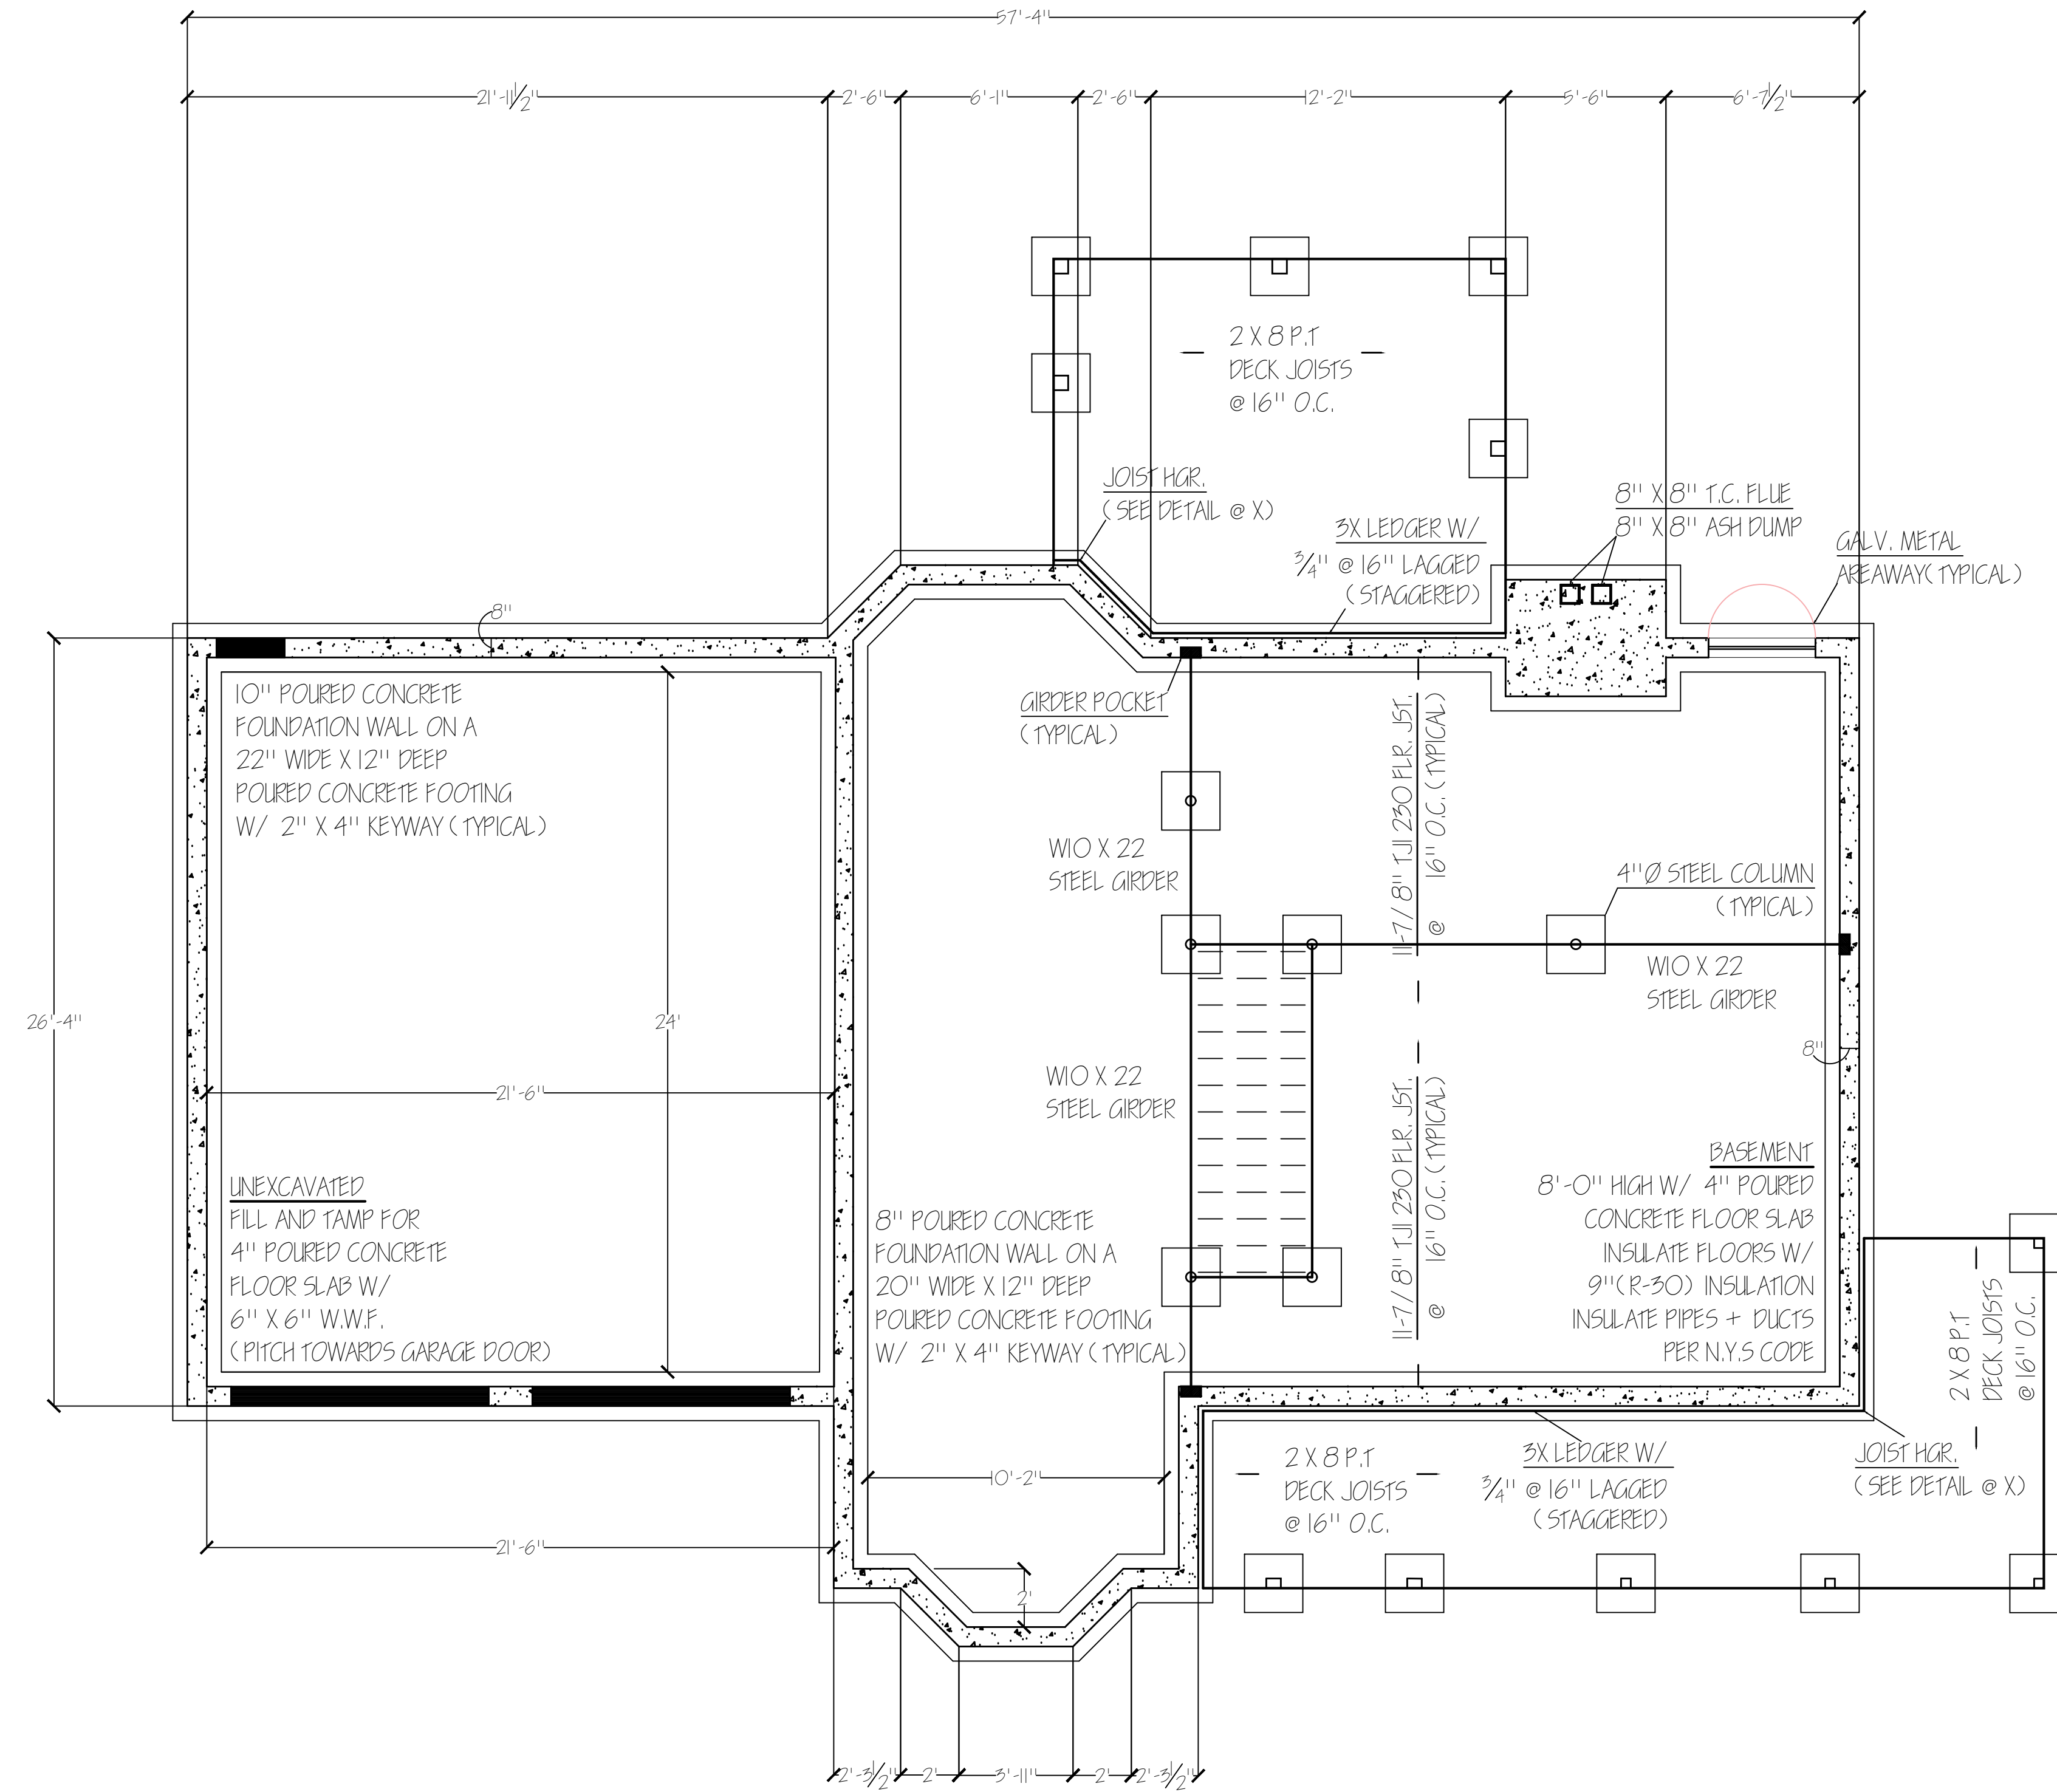 57'-4"
21'-11 1/2"
2'-6"
6'-1"
2'-6"
12'-2"
5'-6"
6'-7 1/2"
2 X 8 P.T
DECK JOISTS
@ 16" O.C.
JOIST HGR.
(SEE DETAIL @ X)
3X LEDGER W/
3/4" @ 16" LAGGED
(STAGGERED)
8" X 8" T.C. FLUE
8" X 8" ASH DUMP
GALV. METAL
AREAWAY(TYPICAL)
8"
10" POURED CONCRETE
FOUNDATION WALL ON A
22" WIDE X 12" DEEP
POURED CONCRETE FOOTING
W/ 2" X 4" KEYWAY (TYPICAL)
GIRDER POCKET
(TYPICAL)
11-7/8" TJI 230 FLR. JST.
@ 16" O.C. (TYPICAL)
W10 X 22
STEEL GIRDER
4"Ø STEEL COLUMN
(TYPICAL)
W10 X 22
STEEL GIRDER
26'-4"
24'
8"
21'-6"
W10 X 22
STEEL GIRDER
11-7/8" TJI 230 FLR. JST.
@ 16" O.C. (TYPICAL)
UNEXCAVATED
FILL AND TAMP FOR
4" POURED CONCRETE
FLOOR SLAB W/
6" X 6" W.W.F.
(PITCH TOWARDS GARAGE DOOR)
8" POURED CONCRETE
FOUNDATION WALL ON A
20" WIDE X 12" DEEP
POURED CONCRETE FOOTING
W/ 2" X 4" KEYWAY (TYPICAL)
BASEMENT
8'-0" HIGH W/ 4" POURED
CONCRETE FLOOR SLAB
INSULATE FLOORS W/
9"(R-30) INSULATION
INSULATE PIPES + DUCTS
PER N.Y.S CODE
2 X 8 P.T
DECK JOISTS
@ 16" O.C.
10'-2"
2 X 8 P.T
DECK JOISTS
@ 16" O.C.
3X LEDGER W/
3/4" @ 16" LAGGED
(STAGGERED)
JOIST HGR.
(SEE DETAIL @ X)
21'-6"
2'
2'-3 1/2"
2'
3'-11"
2'
2'-3 1/2"